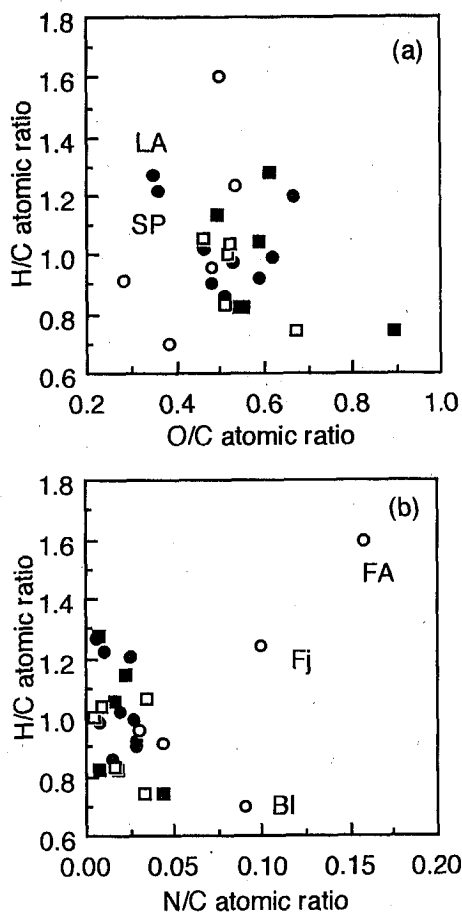 1.8
(a)
1.6
1.4
LA
1.2
SP
1.0
0.8
0.6
H/C atomic ratio
0.2 0.4 0.6 0.8 1.0
O/C atomic ratio
1.8
(b)
1.6
FA
1.4
Fj
1.2
1.0
0.8
Bl
0.6
H/C atomic ratio
0.00 0.05 0.10 0.15 0.20
N/C atomic ratio